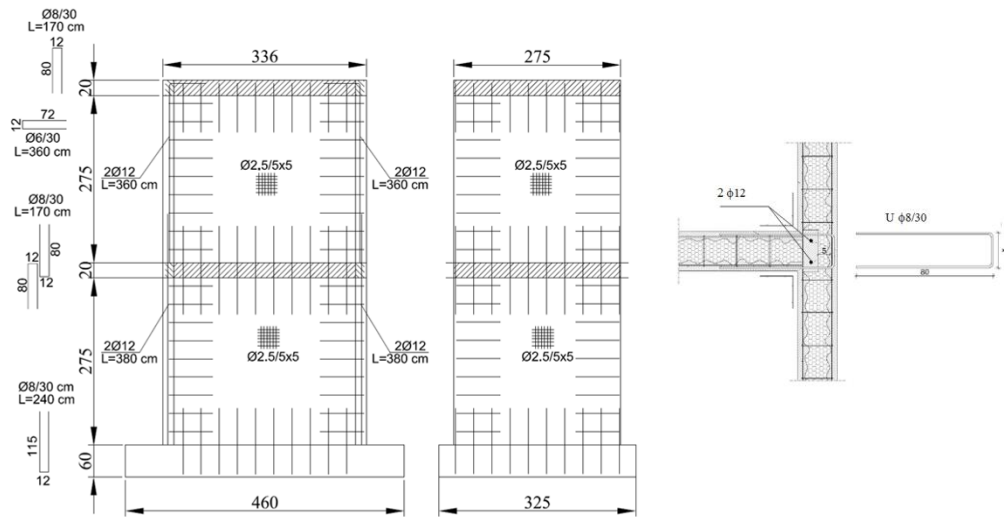 Ø8/30
L=170 cm
12
80
20
336
275
72
12
Ø6/30
L=360 cm
275
2Ø12
L=360 cm
Ø2.5/5x5
2Ø12
L=360 cm
Ø2.5/5x5
Ø8/30
L=170 cm
12
80
80
12
20
2 ϕ12
U ϕ8/30
80
275
2Ø12
L=380 cm
Ø2.5/5x5
2Ø12
L=380 cm
Ø2.5/5x5
Ø8/30 cm
L=240 cm
115
12
60
460
325